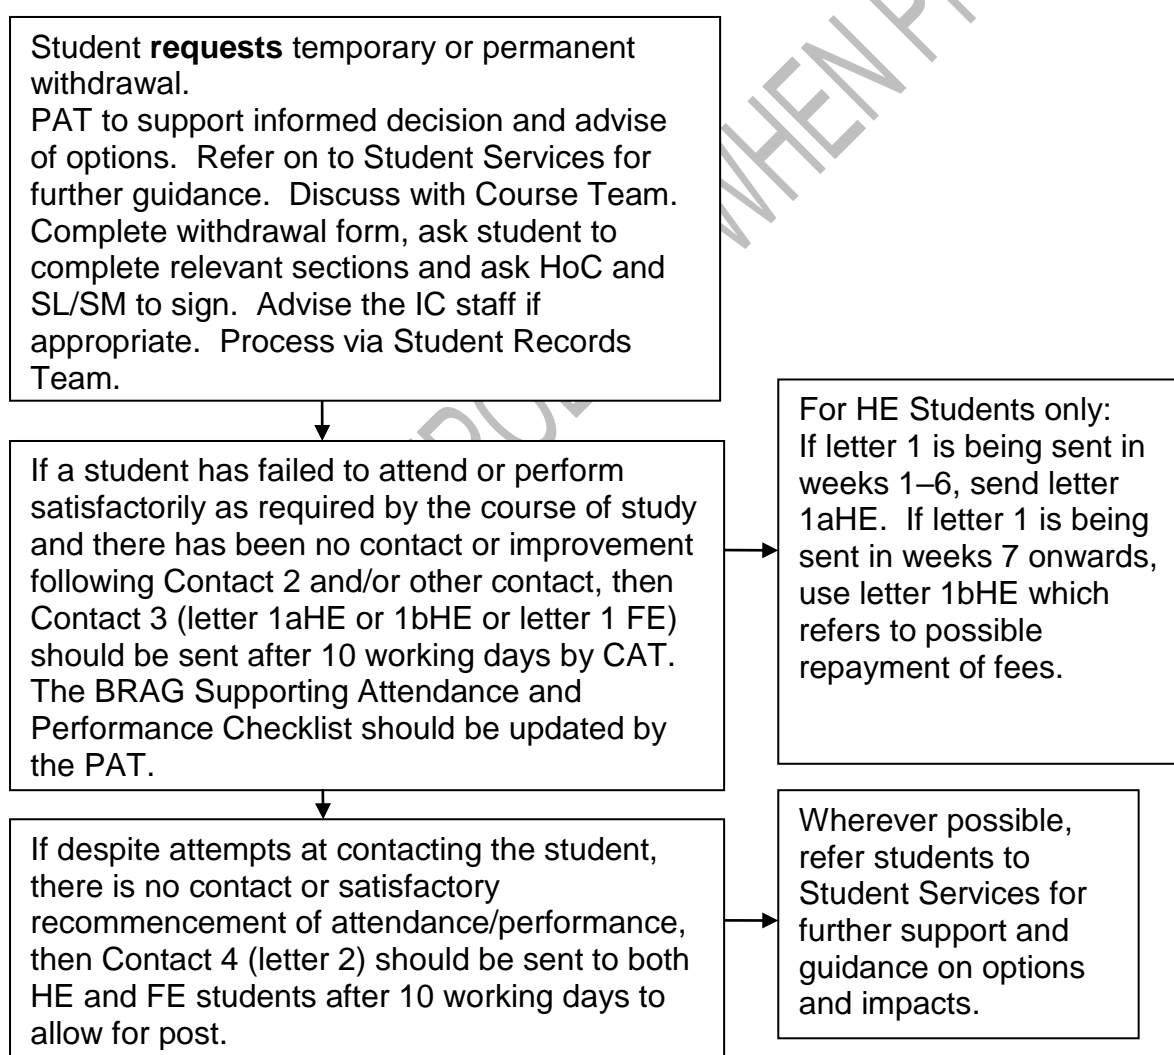 Student requests temporary or permanent
withdrawal.
PAT to support informed decision and advise
of options.  Refer on to Student Services for
further guidance.  Discuss with Course Team.
Complete withdrawal form, ask student to
complete relevant sections and ask HoC and
SL/SM to sign.  Advise the IC staff if
appropriate.  Process via Student Records
Team.
If a student has failed to attend or perform
satisfactorily as required by the course of study
and there has been no contact or improvement
following Contact 2 and/or other contact, then
Contact 3 (letter 1aHE or 1bHE or letter 1 FE)
should be sent after 10 working days by CAT.
The BRAG Supporting Attendance and
Performance Checklist should be updated by
the PAT.
For HE Students only:
If letter 1 is being sent in
weeks 1–6, send letter
1aHE.  If letter 1 is being
sent in weeks 7 onwards,
use letter 1bHE which
refers to possible
repayment of fees.
If despite attempts at contacting the student,
there is no contact or satisfactory
recommencement of attendance/performance,
then Contact 4 (letter 2) should be sent to both
HE and FE students after 10 working days to
allow for post.
Wherever possible,
refer students to
Student Services for
further support and
guidance on options
and impacts.
WHEN